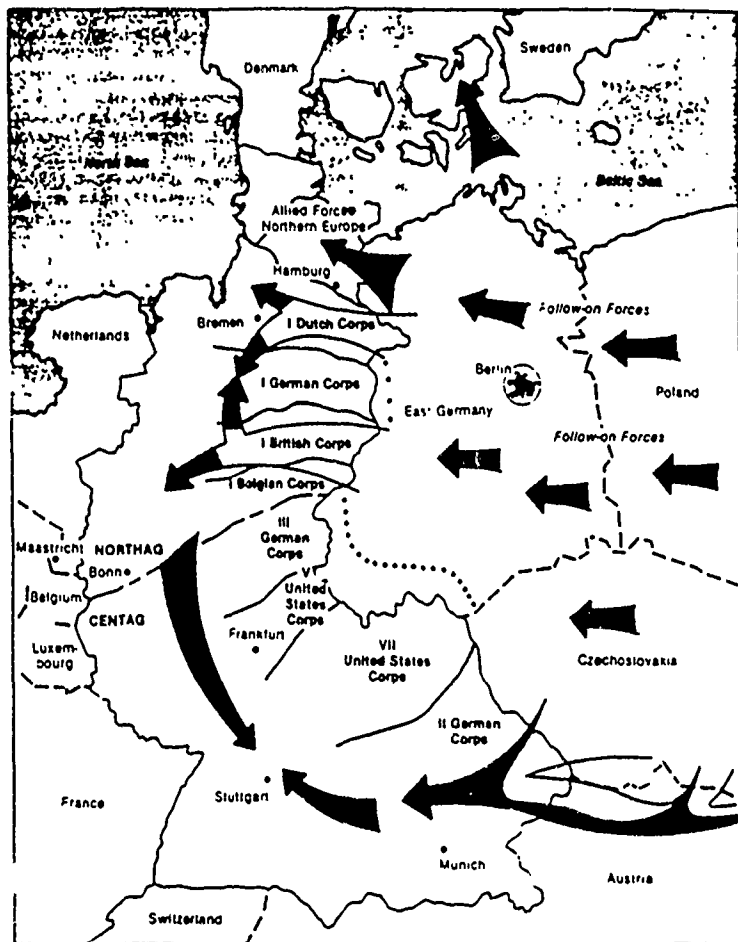 Sweden
Denmark
North Sea
Baltic Sea
Allied Forces
Northern Europe
Hamburg
Bremen
I Dutch Corps
Follow-on Forces
Netherlands
Berlin
I German Corps
Poland
East Germany
Follow-on Forces
I British Corps
I Belgian Corps
III
German
Corps
Maastricht
NORTHAG
Bonn
V
United
States
Corps
Belgium
CENTAG
Luxem-
bourg
Frankfurt
VII
United States
Corps
Czechoslovakia
II German
Corps
Stuttgart
France
Munich
Austria
Switzerland